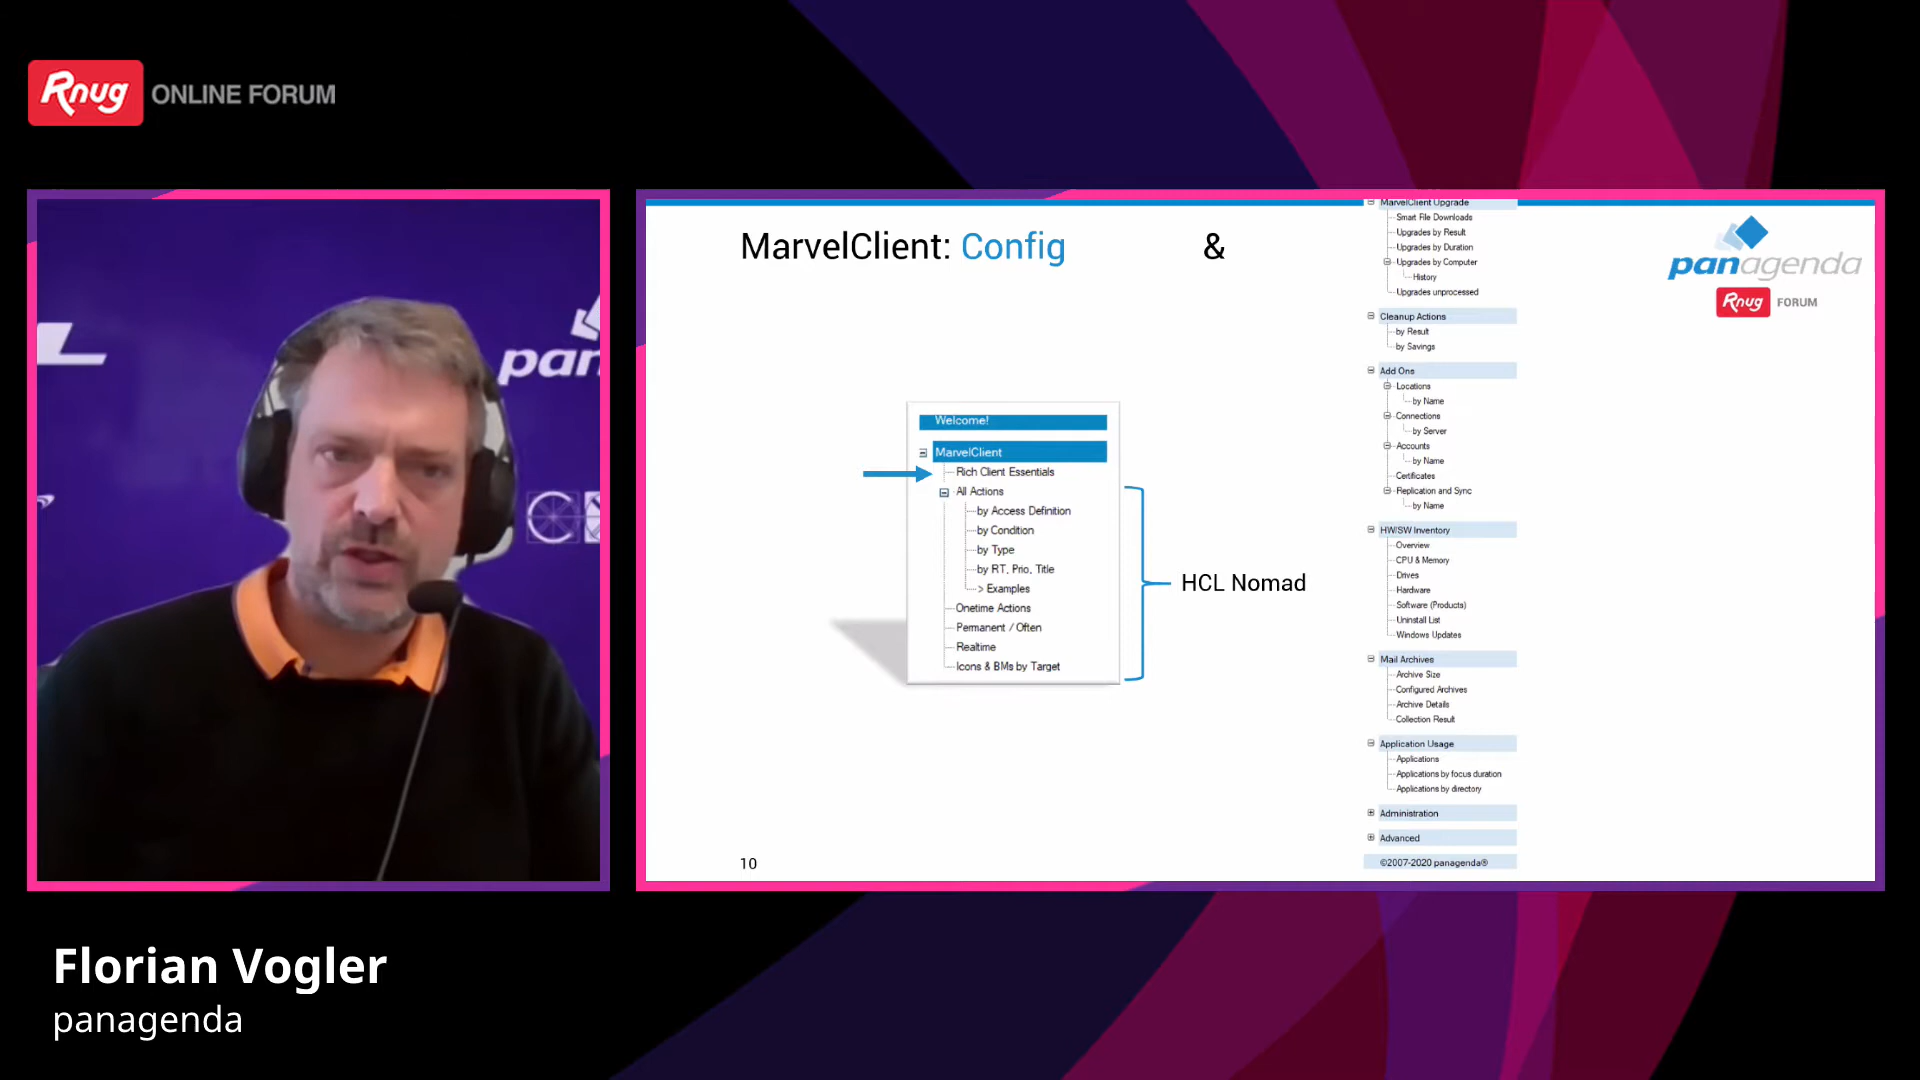 Rnug ONLINE FORUM
pan
MarvelClient: Config &
panagenda
Rnug FORUM
Welcome!
MarvelClient
Rich Client Essentials
All Actions
by Access Definition
by Condition
by Type
by RT, Prio, Title
> Examples
Onetime Actions
Permanent / Often
Realtime
Icons & BMs by Target
HCL Nomad
MarvelClient Upgrade
Smart File Downloads
Upgrades by Result
Upgrades by Duration
Upgrades by Computer
History
Upgrades unprocessed
Cleanup Actions
by Result
by Savings
Add Ons
Locations
by Name
Connections
by Server
Accounts
by Name
Certificates
Replication and Sync
by Name
HW/SW Inventory
Overview
CPU & Memory
Drives
Hardware
Software (Products)
Uninstall List
Windows Updates
Mail Archives
Archive Size
Configured Archives
Archive Details
Collection Result
Application Usage
Applications
Applications by focus duration
Applications by directory
Administration
Advanced
©2007-2020 panagenda®
10
Florian Vogler
panagenda